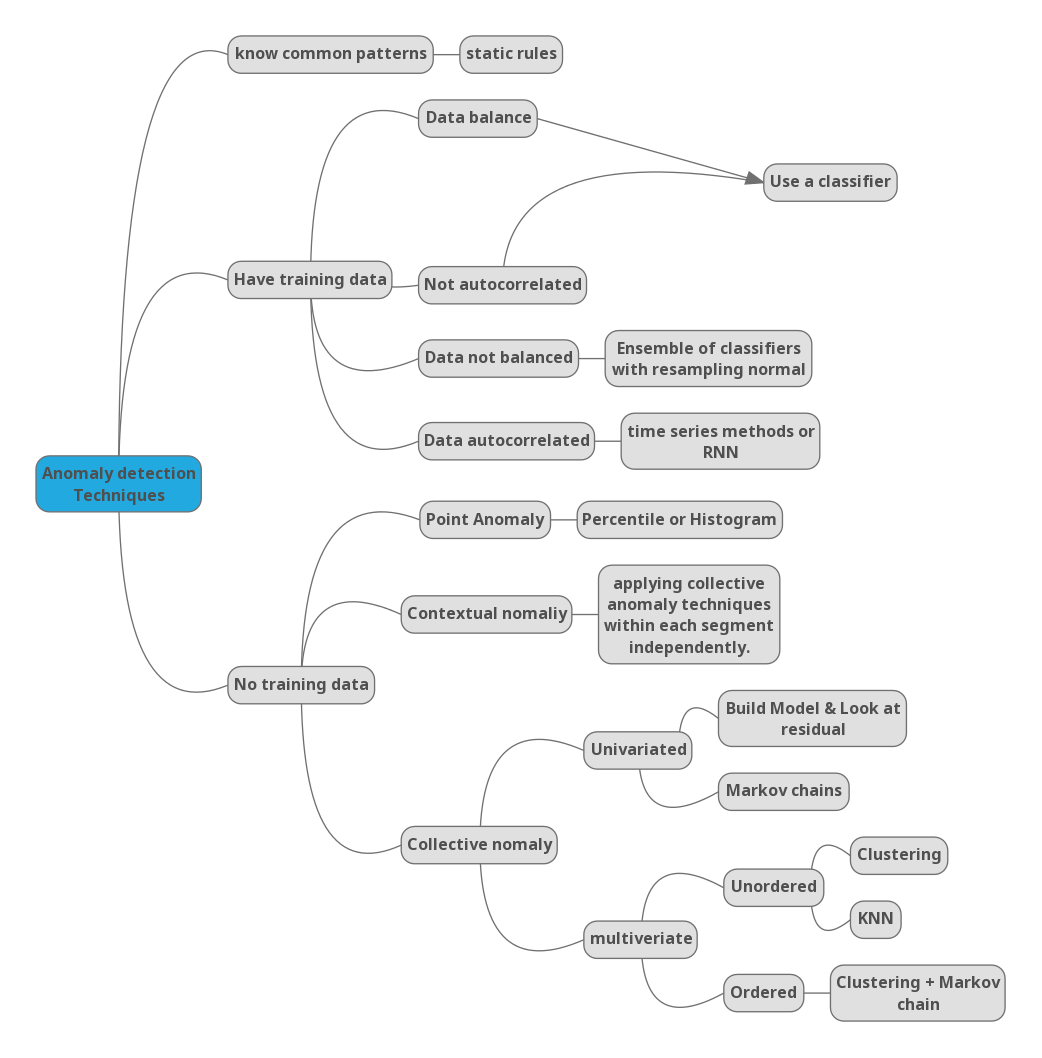 know common patterns
static rules
Data balance
Use a classifier
Have training data
Not autocorrelated
Data not balanced
Ensemble of classifiers
with resampling normal
Data autocorrelated
time series methods or
RNN
Anomaly detection
Techniques
Point Anomaly
Percentile or Histogram
Contextual nomaliy
applying collective
anomaly techniques
within each segment
independently.
No training data
Collective nomaly
Univariated
Build Model & Look at
residual
Markov chains
multiveriate
Unordered
Clustering
KNN
Ordered
Clustering + Markov
chain